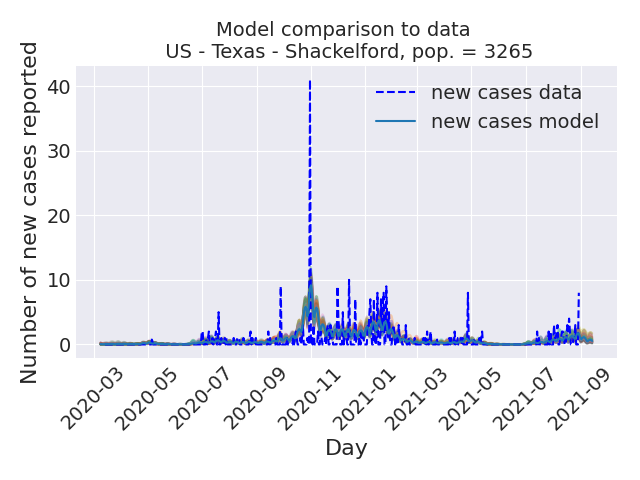 Model comparison to data
US - Texas - Shackelford, pop. = 3265
Number of new cases reported
40
30
20
10
0
new cases data
new cases model
2020-03
2020-05
2020-07
2020-09
2020-11
2021-01
2021-03
2021-05
2021-07
2021-09
Day